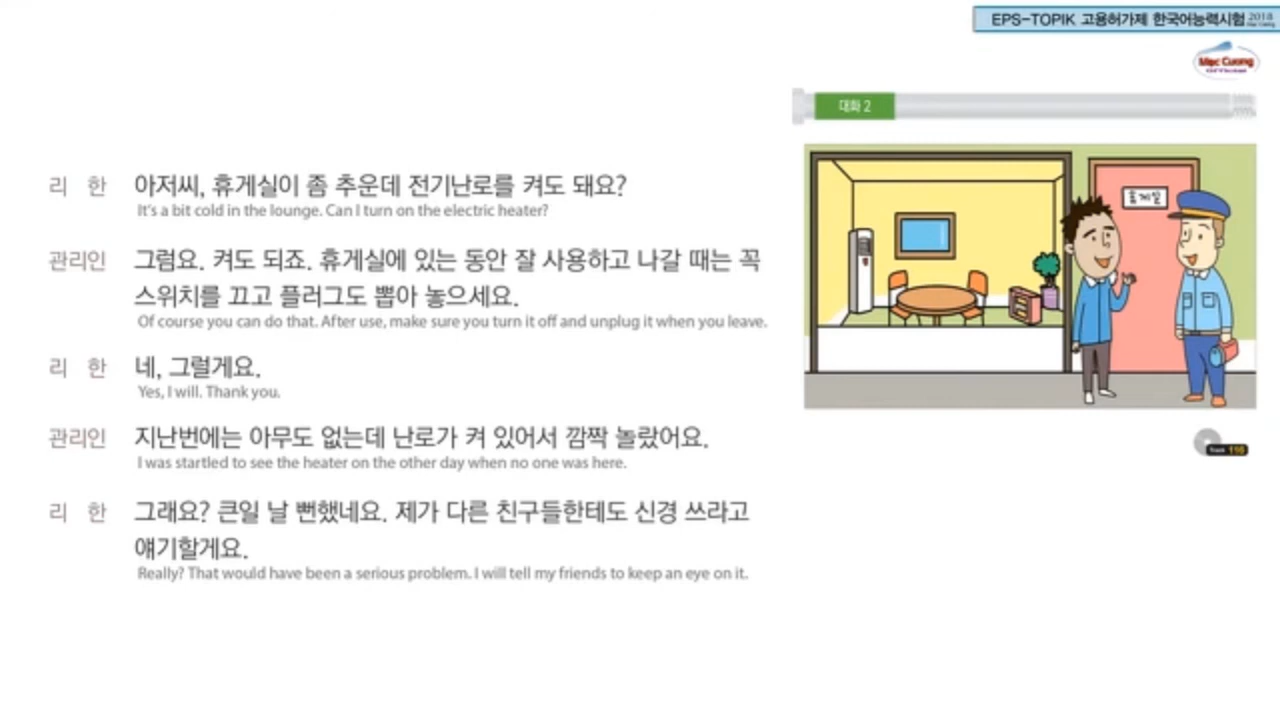 EPS-TOPIK 고용허가제 한국어능력시험 2018
Mạc Cương
대화 2
리 한 아저씨, 휴게실이 좀 추운데 전기난로를 켜도 돼요?
It's a bit cold in the lounge. Can I turn on the electric heater?
관리인 그럼요. 켜도 되죠. 휴게실에 있는 동안 잘 사용하고 나갈 때는 꼭
스위치를 끄고 플러그도 뽑아 놓으세요.
Of course you can do that. After use, make sure you turn it off and unplug it when you leave.
리 한 네, 그럴게요.
Yes, I will. Thank you.
관리인 지난번에는 아무도 없는데 난로가 켜 있어서 깜짝 놀랐어요.
I was startled to see the heater on the other day when no one was here.
리 한 그래요? 큰일 날 뻔했네요. 제가 다른 친구들한테도 신경 쓰라고
얘기할게요.
Really? That would have been a serious problem. I will tell my friends to keep an eye on it.
휴게실
Track 116